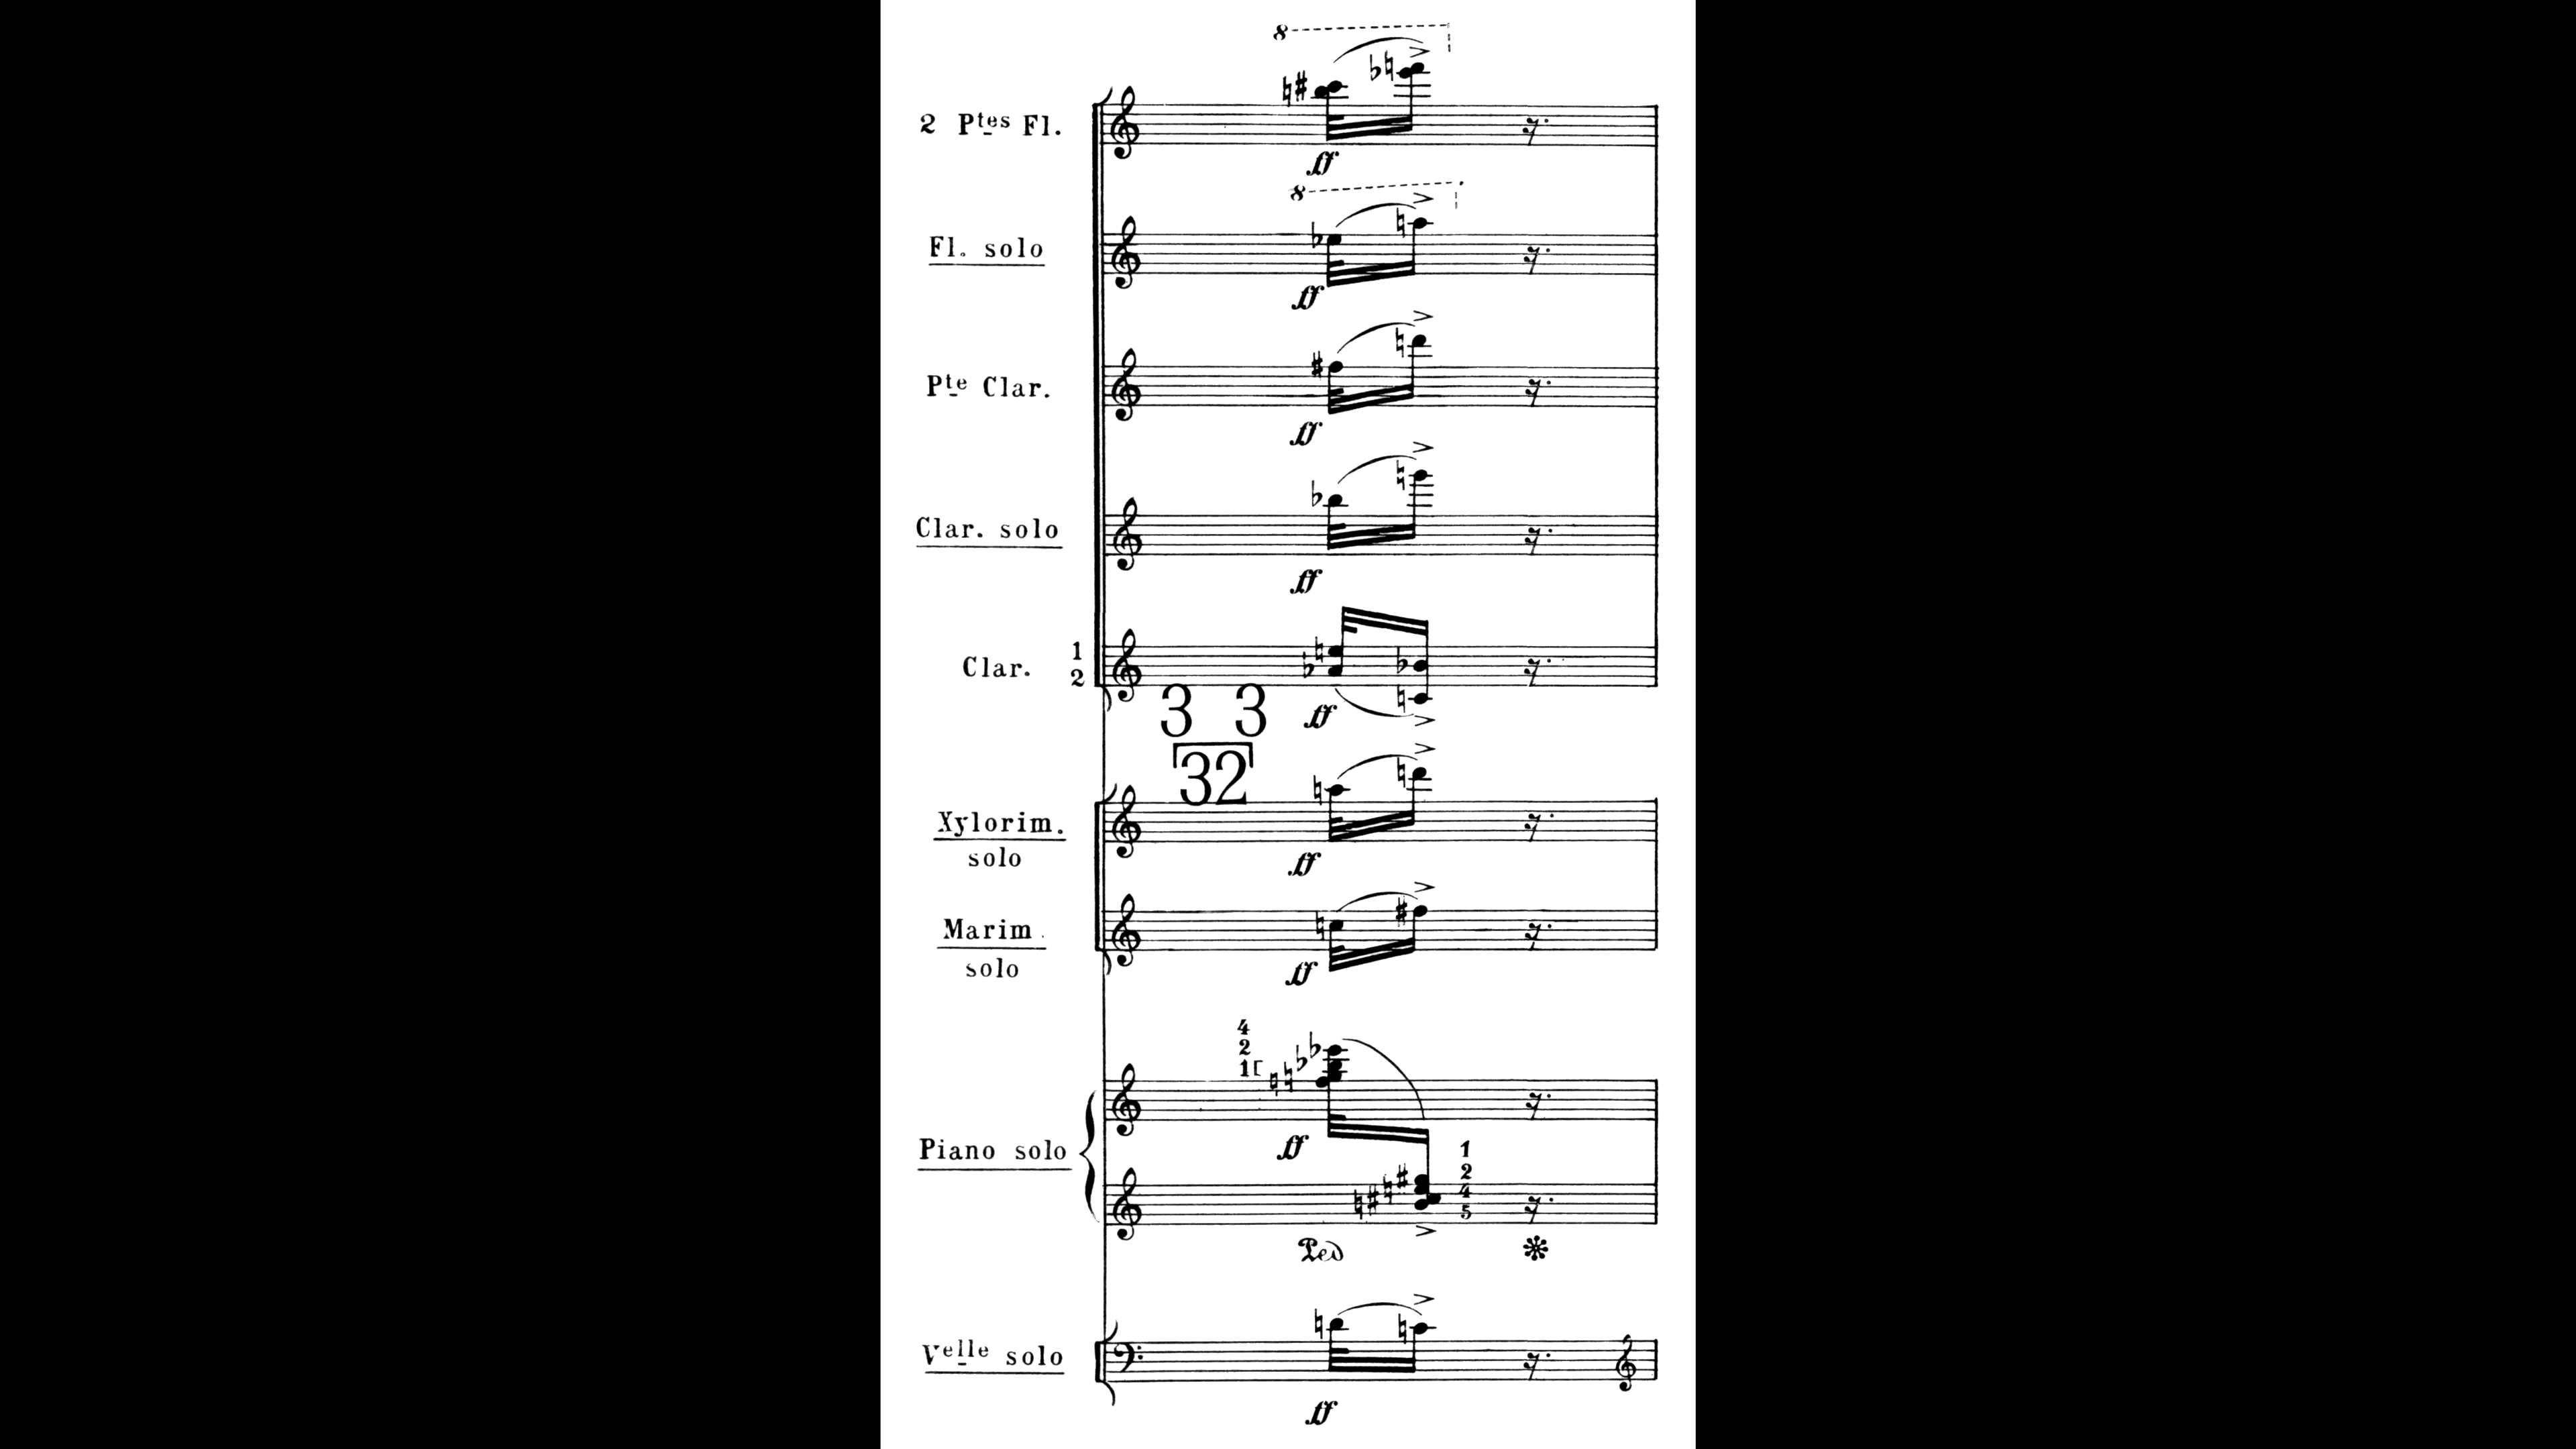 8
2 Ptes Fl.
ff
8
Fl. solo
ff
Pte Clar.
ff
Clar. solo
ff
Clar. 1 2
3 3
ff
32
Xylorim.
solo
ff
Marim.
solo
ff
4
2
1
ff
Piano solo
1
2
4
5
Ped
Velle solo
ff